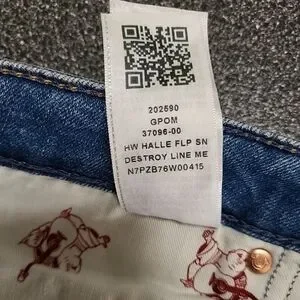 202590
GPOM
37096-00
HW HALLE FLP SN
DESTROY LINE ME
N7PZB76W00415